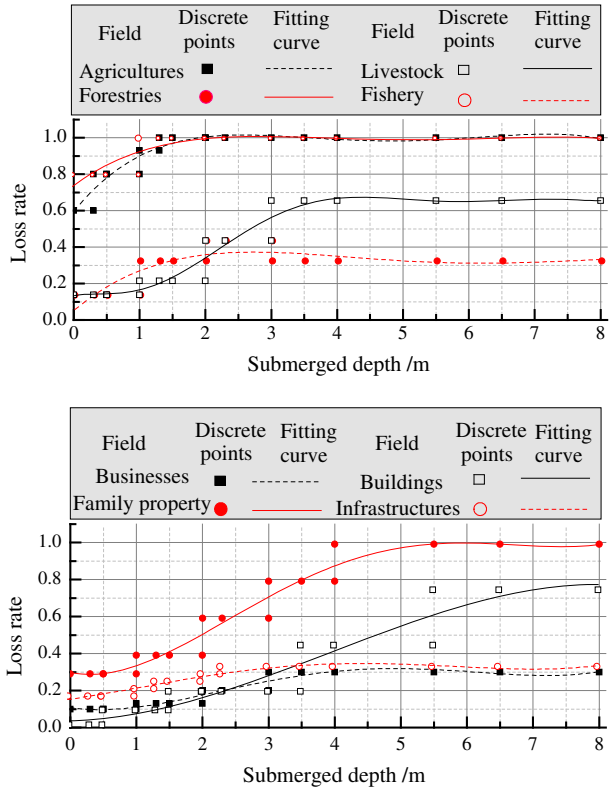 Field Discrete points Fitting curve Field Discrete points Fitting curve
Agricultures Livestock
Forestries Fishery
1.0
0.8
0.6
0.4
0.2
0.0
Loss rate
0 1 2 3 4 5 6 7 8
Submerged depth /m
Field Discrete points Fitting curve Field Discrete points Fitting curve
Businesses Buildings
Family property Infrastructures
1.0
0.8
0.6
0.4
0.2
0.0
Loss rate
0 1 2 3 4 5 6 7 8
Submerged depth /m